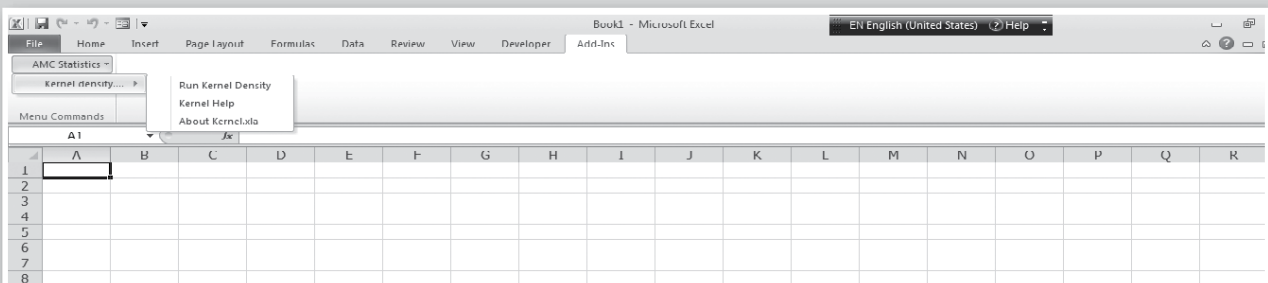 Book1 - Microsoft Excel
EN English (United States) ? Help
File Home Insert Page Layout Formulas Data Review View Developer Add-Ins
AMC Statistics
Kernel density....
Run Kernel Density
Kernel Help
About Kernel.xla
Menu Commands
A1 fx
A B C D E F G H I J K L M N O P Q R
1
2
3
4
5
6
7
8